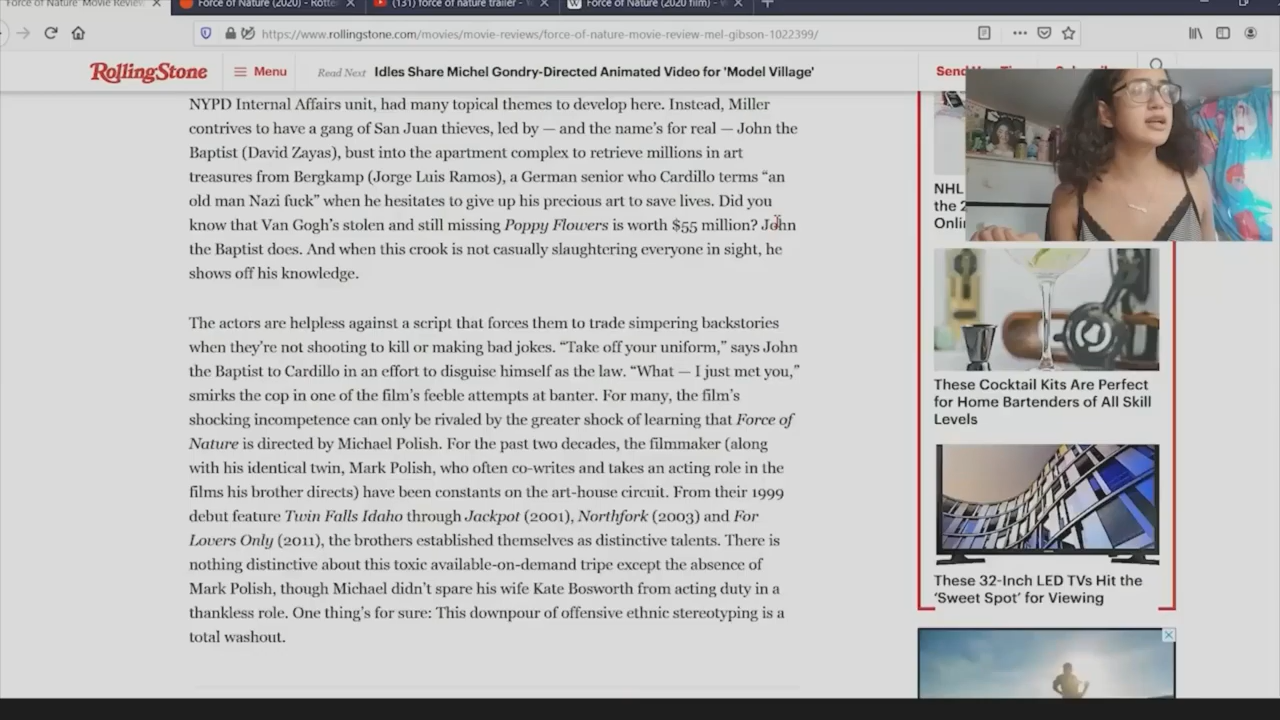 Force of Nature Movie Review
Force of Nature (2020) - Rotte
(131) force of nature trailer -
Force of Nature (2020 film) -
https://www.rollingstone.com/movies/movie-reviews/force-of-nature-movie-review-mel-gibson-1022399/
RollingStone
Menu
Read Next Idles Share Michel Gondry-Directed Animated Video for 'Model Village'
NYPD Internal Affairs unit, had many topical themes to develop here. Instead, Miller
contrives to have a gang of San Juan thieves, led by — and the name's for real — John the
Baptist (David Zayas), bust into the apartment complex to retrieve millions in art
treasures from Bergkamp (Jorge Luis Ramos), a German senior who Cardillo terms “an
old man Nazi fuck” when he hesitates to give up his precious art to save lives. Did you
know that Van Gogh's stolen and still missing Poppy Flowers is worth $55 million? John
the Baptist does. And when this crook is not casually slaughtering everyone in sight, he
shows off his knowledge.
The actors are helpless against a script that forces them to trade simpering backstories
when they're not shooting to kill or making bad jokes. “Take off your uniform,” says John
the Baptist to Cardillo in an effort to disguise himself as the law. “What — I just met you,”
smirks the cop in one of the film's feeble attempts at banter. For many, the film's
shocking incompetence can only be rivaled by the greater shock of learning that Force of
Nature is directed by Michael Polish. For the past two decades, the filmmaker (along
with his identical twin, Mark Polish, who often co-writes and takes an acting role in the
films his brother directs) have been constants on the art-house circuit. From their 1999
debut feature Twin Falls Idaho through Jackpot (2001), Northfork (2003) and For
Lovers Only (2011), the brothers established themselves as distinctive talents. There is
nothing distinctive about this toxic available-on-demand tripe except the absence of
Mark Polish, though Michael didn't spare his wife Kate Bosworth from acting duty in a
thankless role. One thing's for sure: This downpour of offensive ethnic stereotyping is a
total washout.
NHL
the 2
Onlin
These Cocktail Kits Are Perfect
for Home Bartenders of All Skill
Levels
These 32-Inch LED TVs Hit the
‘Sweet Spot’ for Viewing